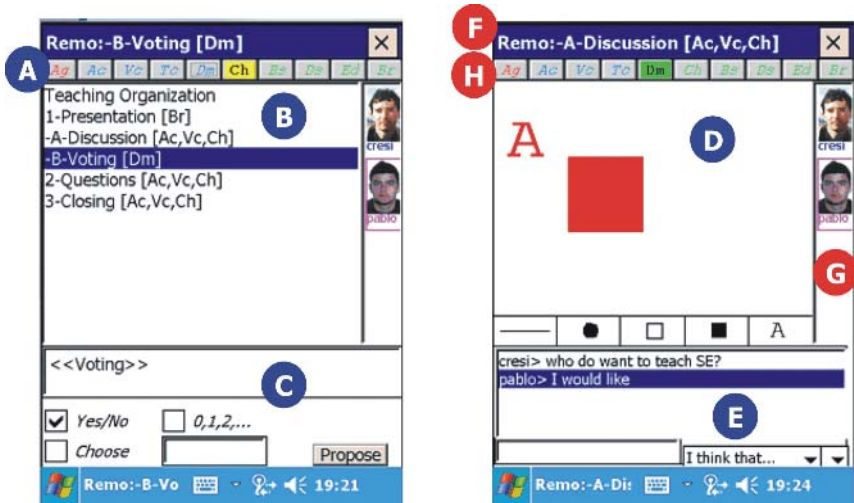 Remo:-B-Voting [Dm]
A
Ag Ac Vc Tc Dm Ch Bs Ds Ed Br
Teaching Organization
B
1-Presentation [Br]
-A-Discussion [Ac,Vc,Ch]
-B-Voting [Dm]
2-Questions [Ac,Vc,Ch]
3-Closing [Ac,Vc,Ch]
cresi
pablo
<<Voting>>
C
Yes/No 0,1,2,...
Choose Propose
Remo:-B-Vo 19:21
F
Remo:-A-Discussion [Ac,Vc,Ch]
H
Ag Ac Vc Tc Dm Ch Bs Ds Ed Br
A
D
cresi
pablo
G
A
cresi> who do want to teach SE?
pablo> I would like
E
I think that...
Remo:-A-Di: 19:24